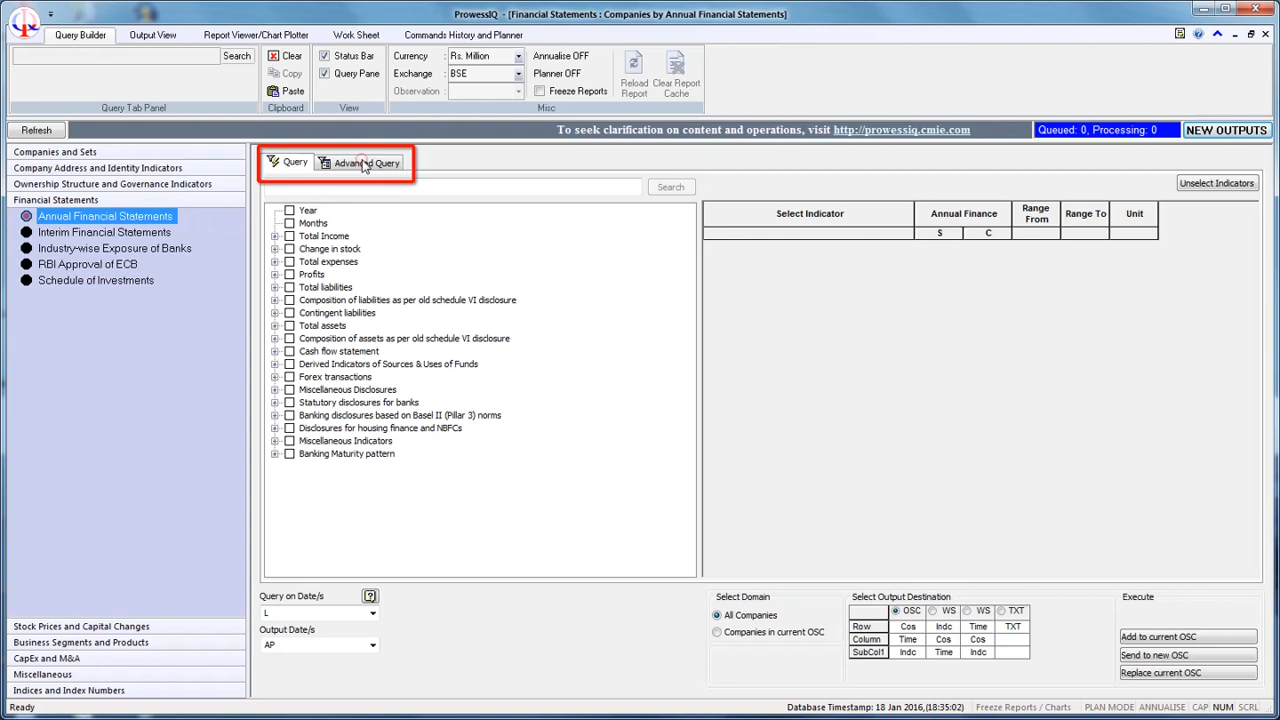 ProwessIQ - [Financial Statements : Companies by Annual Financial Statements]
Query Builder Output View Report Viewer/Chart Plotter Work Sheet Commands History and Planner
Search Clear Status Bar Currency Rs. Million Annualise OFF
Copy Query Pane Exchange BSE Planner OFF Reload Report Clear Report Cache
Paste Observation Freeze Reports
Query Tab Panel Clipboard View Misc
Refresh To seek clarification on content and operations, visit http://prowessiq.cmie.com Queued: 0, Processing: 0 NEW OUTPUTS
Companies and Sets
Company Address and Identity Indicators
Ownership Structure and Governance Indicators
Financial Statements
Annual Financial Statements
Interim Financial Statements
Industry-wise Exposure of Banks
RBI Approval of ECB
Schedule of Investments
Stock Prices and Capital Changes
Business Segments and Products
CapEx and M&A
Miscellaneous
Indices and Index Numbers
Query Advanced Query
Search Unselect Indicators
Year
Months
Total Income
Change in stock
Total expenses
Profits
Total liabilities
Composition of liabilities as per old schedule VI disclosure
Contingent liabilities
Total assets
Composition of assets as per old schedule VI disclosure
Cash flow statement
Derived Indicators of Sources & Uses of Funds
Forex transactions
Miscellaneous Disclosures
Statutory disclosures for banks
Banking disclosures based on Basel II (Pillar 3) norms
Disclosures for housing finance and NBFCs
Miscellaneous Indicators
Banking Maturity pattern
Select Indicator Annual Finance Range From Range To Unit
S C
Query on Date/s ?
L
Output Date/s
AP
Select Domain
All Companies
Companies in current OSC
Select Output Destination
OSC WS WS TXT
Row Cos Indc Time TXT
Column Time Cos Cos
SubCol1 Indc Time Indc
Execute
Add to current OSC
Send to new OSC
Replace current OSC
Ready Database Timestamp: 18 Jan 2016,(18:35:02) Freeze Reports / Charts PLAN MODE ANNUALISE CAP NUM SCRL